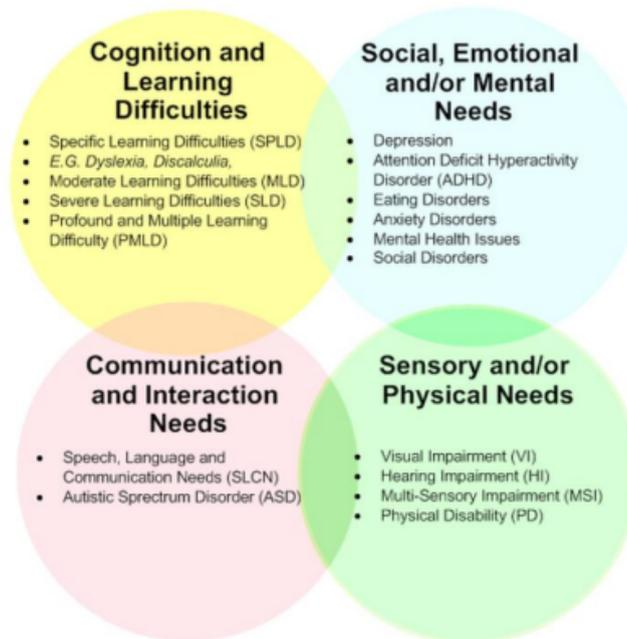 Cognition and
Learning
Difficulties
• Specific Learning Difficulties (SPLD)
• E.G. Dyslexia, Discalculia,
• Moderate Learning Difficulties (MLD)
• Severe Learning Difficulties (SLD)
• Profound and Multiple Learning
Difficulty (PMLD)
Social, Emotional
and/or Mental
Needs
• Depression
• Attention Deficit Hyperactivity
Disorder (ADHD)
• Eating Disorders
• Anxiety Disorders
• Mental Health Issues
• Social Disorders
Communication
and Interaction
Needs
• Speech, Language and
Communication Needs (SLCN)
• Autistic Sprectrum Disorder (ASD)
Sensory and/or
Physical Needs
• Visual Impairment (VI)
• Hearing Impairment (HI)
• Multi-Sensory Impairment (MSI)
• Physical Disability (PD)